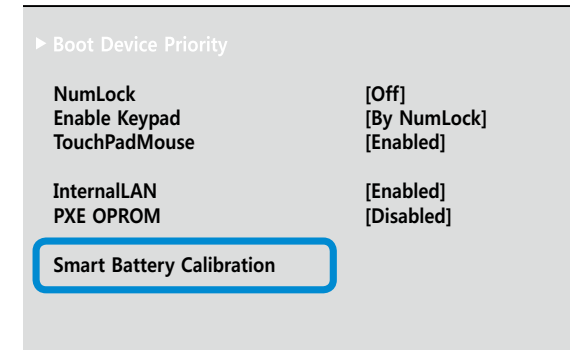 ▶ Boot Device Priority
NumLock [Off]
Enable Keypad [By NumLock]
TouchPadMouse [Enabled]
InternalLAN [Enabled]
PXE OPROM [Disabled]
Smart Battery Calibration